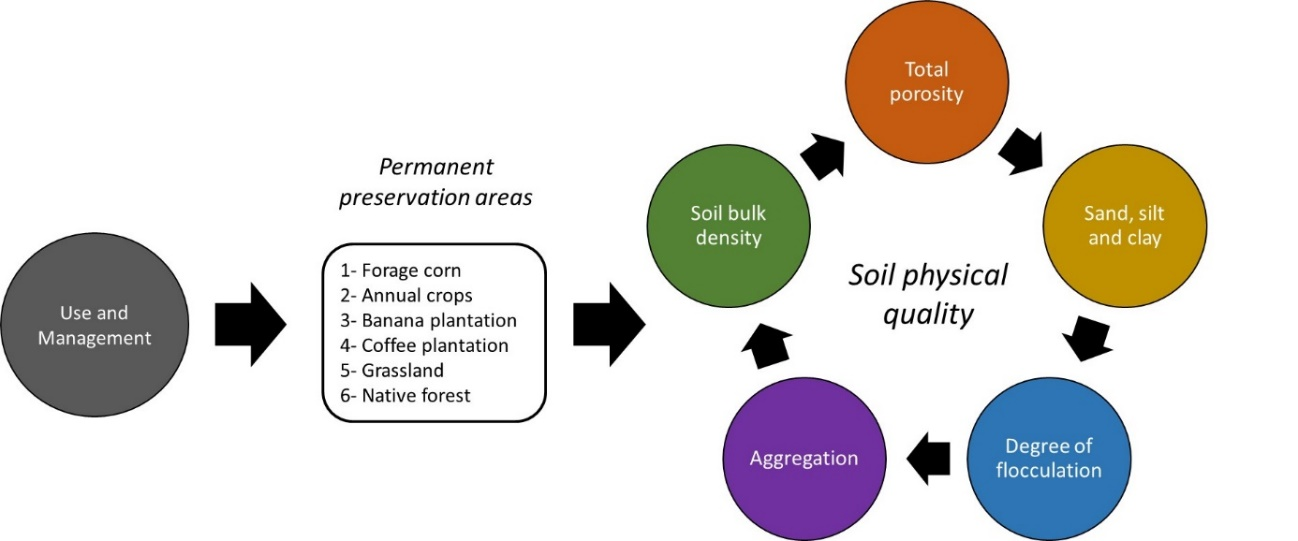 Use and
Management
Permanent
preservation areas
1- Forage corn
2- Annual crops
3- Banana plantation
4- Coffee plantation
5- Grassland
6- Native forest
Total
porosity
Soil bulk
density
Sand, silt
and clay
Soil physical
quality
Aggregation
Degree of
flocculation